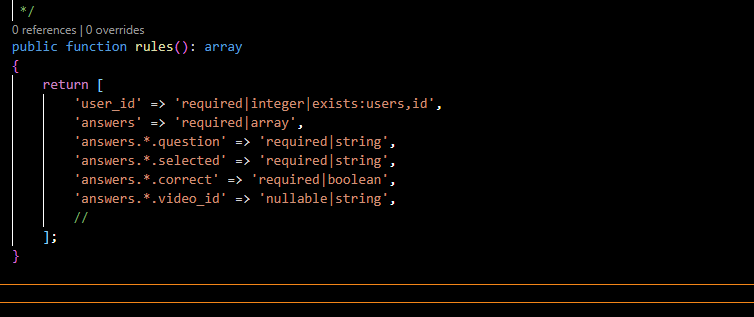 */
0 references | 0 overrides
public function rules(): array
{
return [
'user_id' => 'required|integer|exists:users,id',
'answers' => 'required|array',
'answers.*.question' => 'required|string',
'answers.*.selected' => 'required|string',
'answers.*.correct' => 'required|boolean',
'answers.*.video_id' => 'nullable|string',
//
];
}